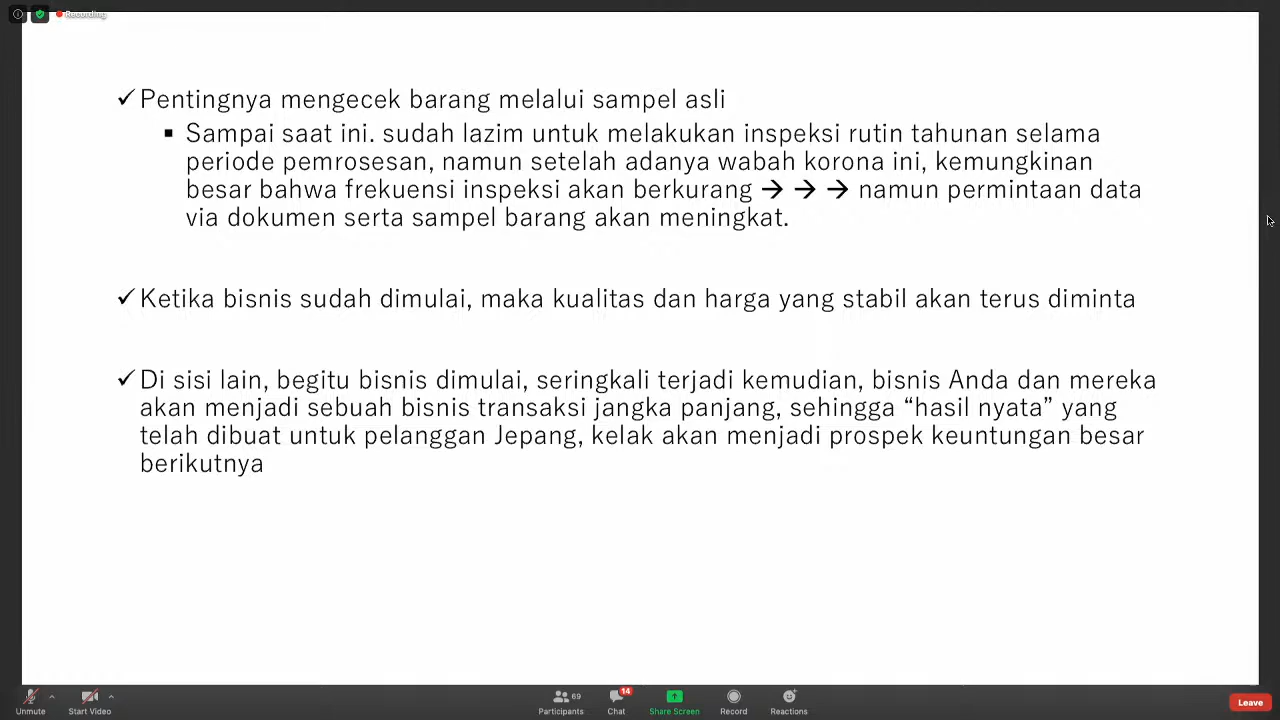 Recording
✓ Pentingnya mengecek barang melalui sampel asli
▪ Sampai saat ini. sudah lazim untuk melakukan inspeksi rutin tahunan selama
periode pemrosesan, namun setelah adanya wabah korona ini, kemungkinan
besar bahwa frekuensi inspeksi akan berkurang → → → namun permintaan data
via dokumen serta sampel barang akan meningkat.
✓ Ketika bisnis sudah dimulai, maka kualitas dan harga yang stabil akan terus diminta
✓ Di sisi lain, begitu bisnis dimulai, seringkali terjadi kemudian, bisnis Anda dan mereka
akan menjadi sebuah bisnis transaksi jangka panjang, sehingga “hasil nyata” yang
telah dibuat untuk pelanggan Jepang, kelak akan menjadi prospek keuntungan besar
berikutnya
Unmute Start Video Participants 69 Chat 14 Share Screen Record Reactions Leave